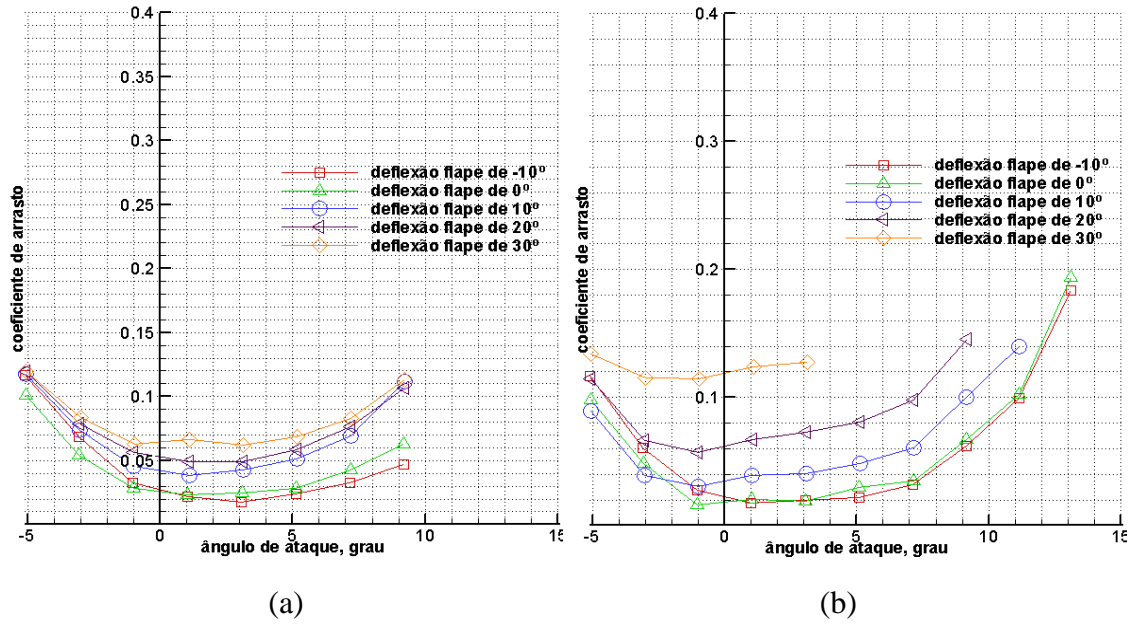 0.4
0.35
0.3
0.25
0.2
0.15
0.1
0.05
coeficiente de arrasto
deflexão flape de -10º
deflexão flape de 0º
deflexão flape de 10º
deflexão flape de 20º
deflexão flape de 30º
-5 0 5 10 15
ângulo de ataque, grau
(a)
0.4
0.3
0.2
0.1
coeficiente de arrasto
deflexão flape de -10º
deflexão flape de 0º
deflexão flape de 10º
deflexão flape de 20º
deflexão flape de 30º
-5 0 5 10 15
ângulo de ataque, grau
(b)